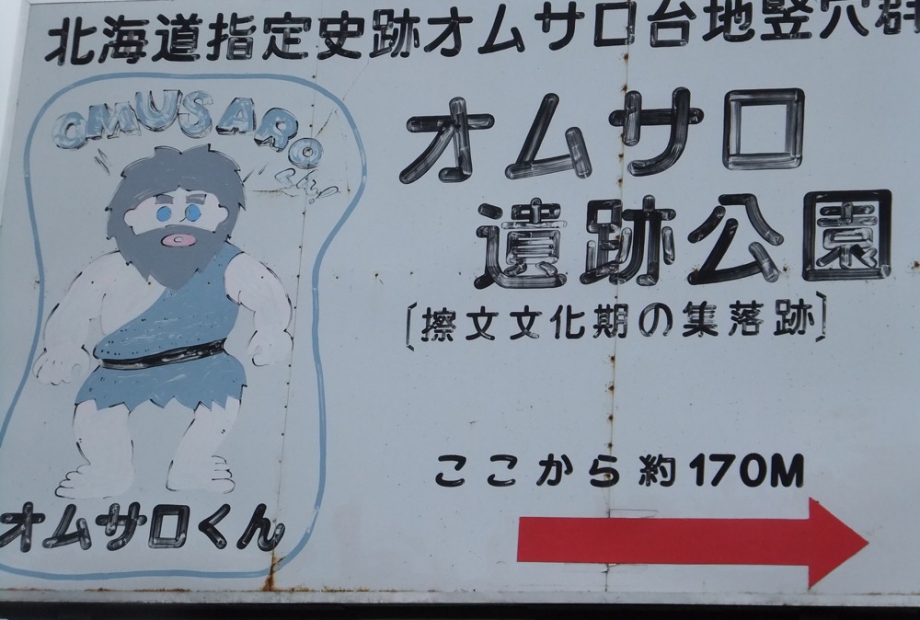 北海道指定史跡オムサロ台地竪穴群
OMUSARO
オムサロ
遺跡公園
〔擦文文化期の集落跡〕
ここから約170M
オムサロくん